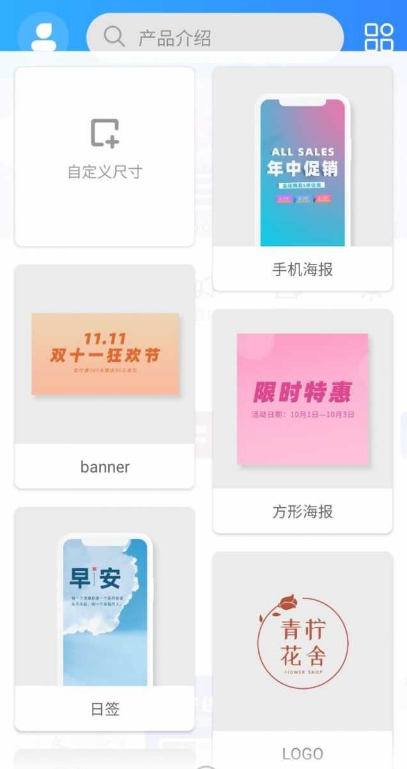 产品介绍
自定义尺寸
ALL SALES
年中促销
手机海报
11.11
双十一狂欢节
banner
限时特惠
活动日期：10月1日—10月3日
方形海报
早安
日签
青柠
花舍
FLOWER SHOP
LOGO